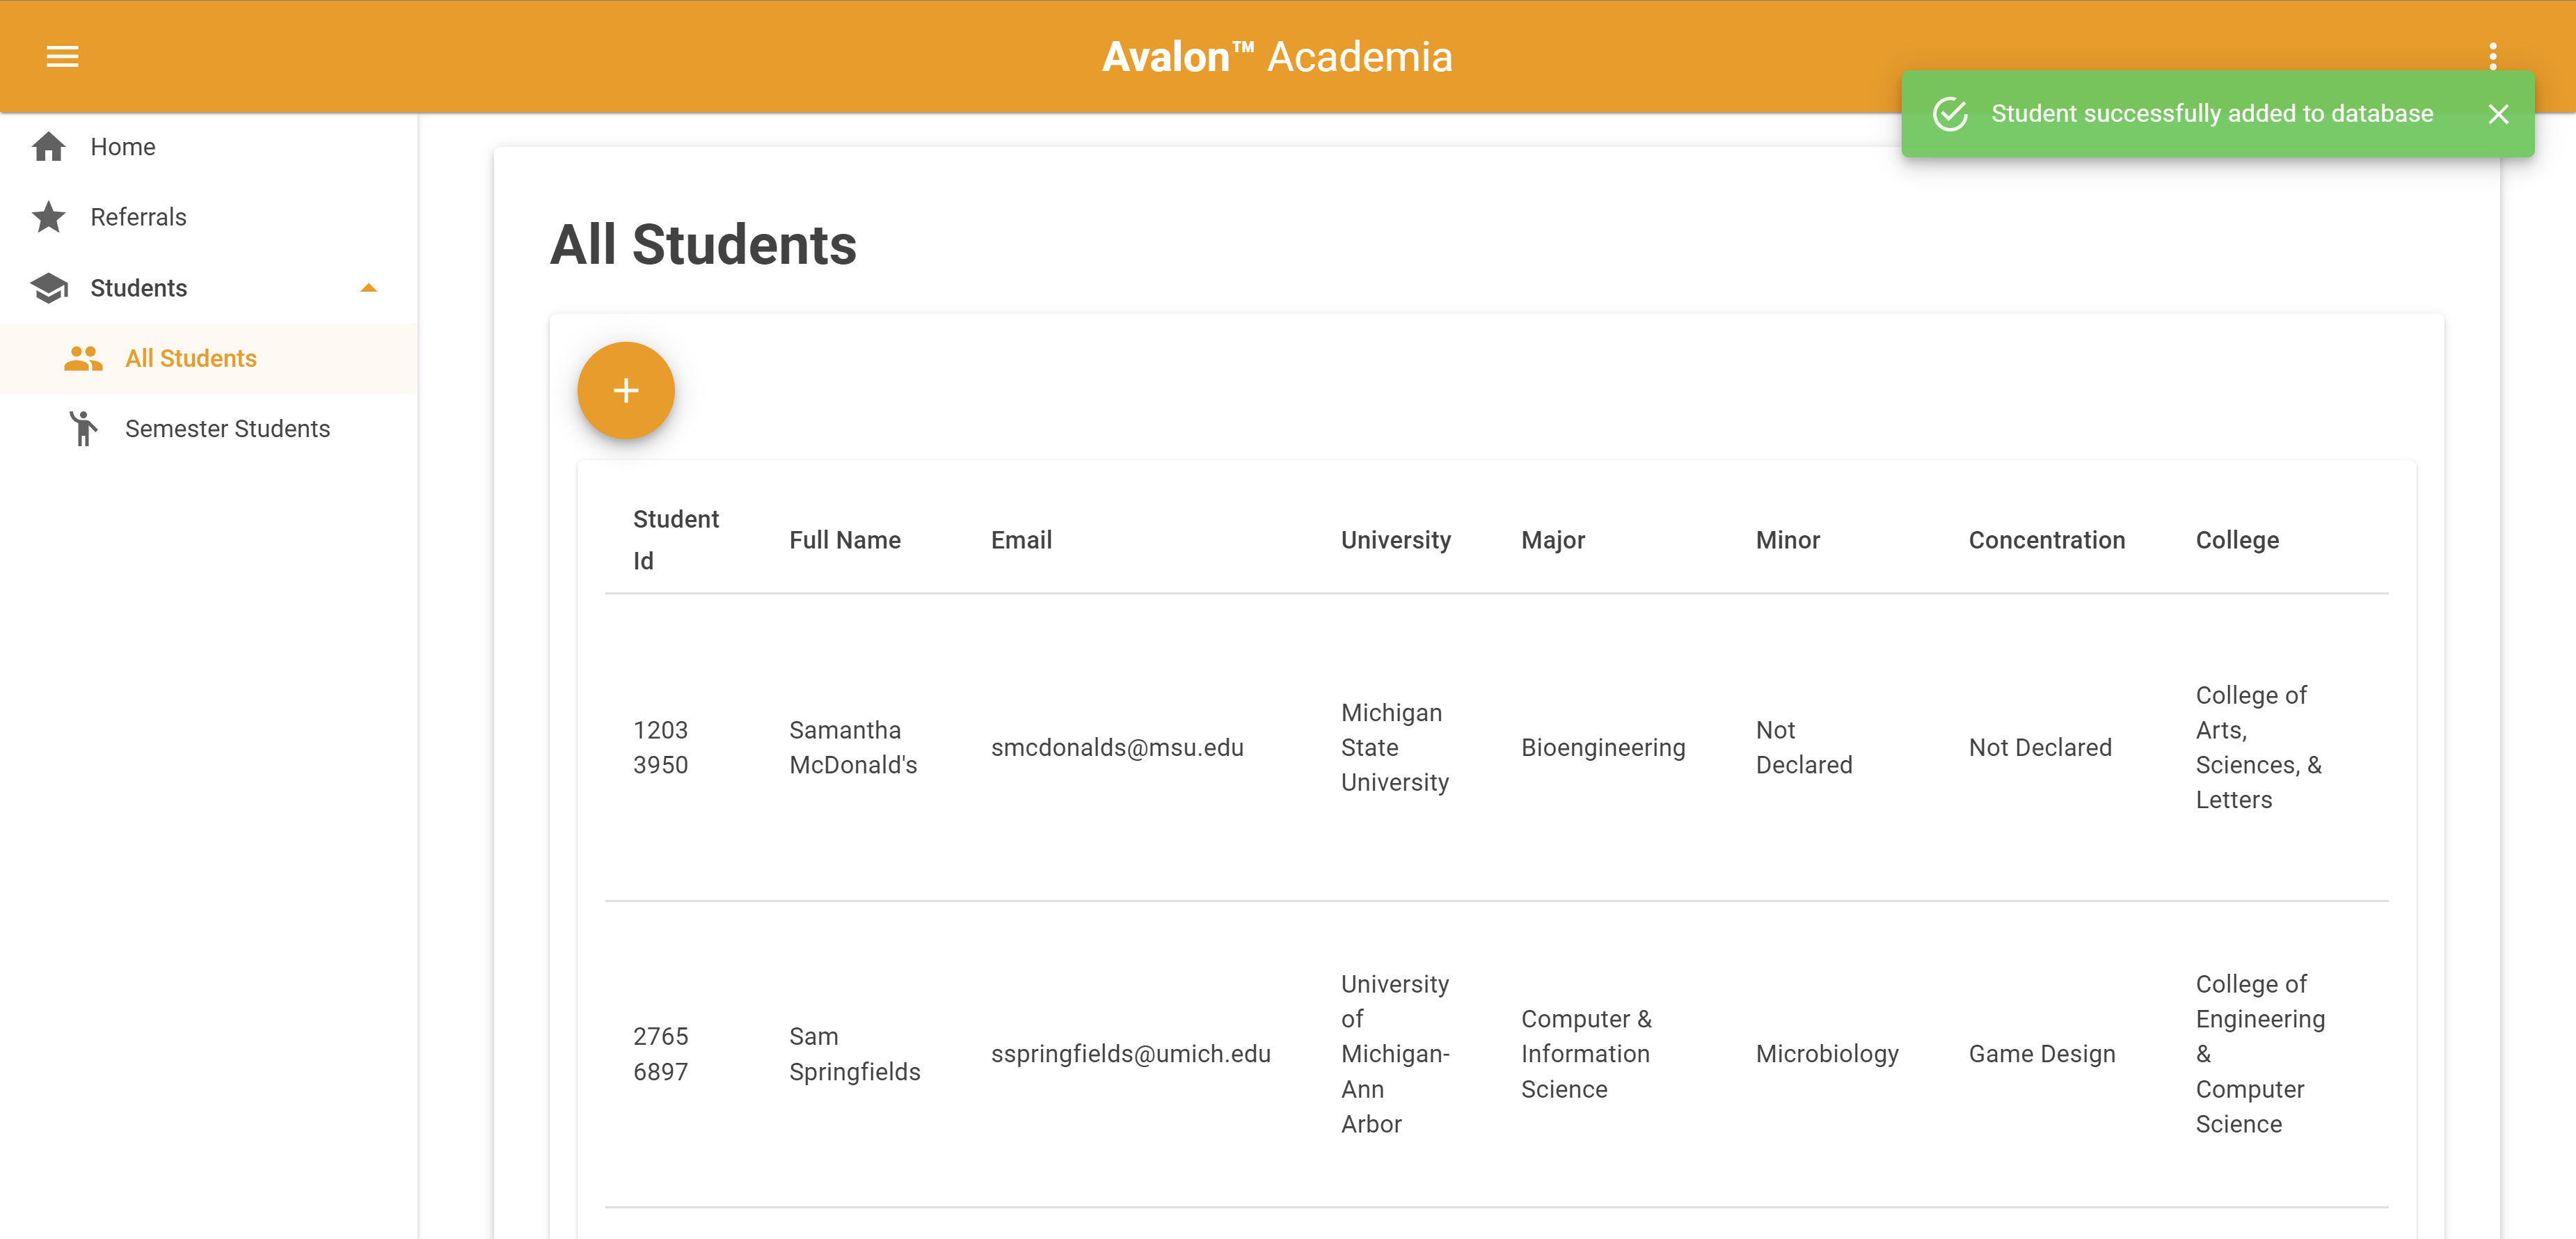 Avalon™ Academia
Student successfully added to database
Home
Referrals
Students
All Students
Semester Students
All Students
Student
Id
Full Name
Email
University
Major
Minor
Concentration
College
1203
3950
Samantha
McDonald's
smcdonalds@msu.edu
Michigan
State
University
Bioengineering
Not
Declared
Not Declared
College of
Arts,
Sciences, &
Letters
2765
6897
Sam
Springfields
sspringfields@umich.edu
University
of
Michigan-
Ann
Arbor
Computer &
Information
Science
Microbiology
Game Design
College of
Engineering
&
Computer
Science